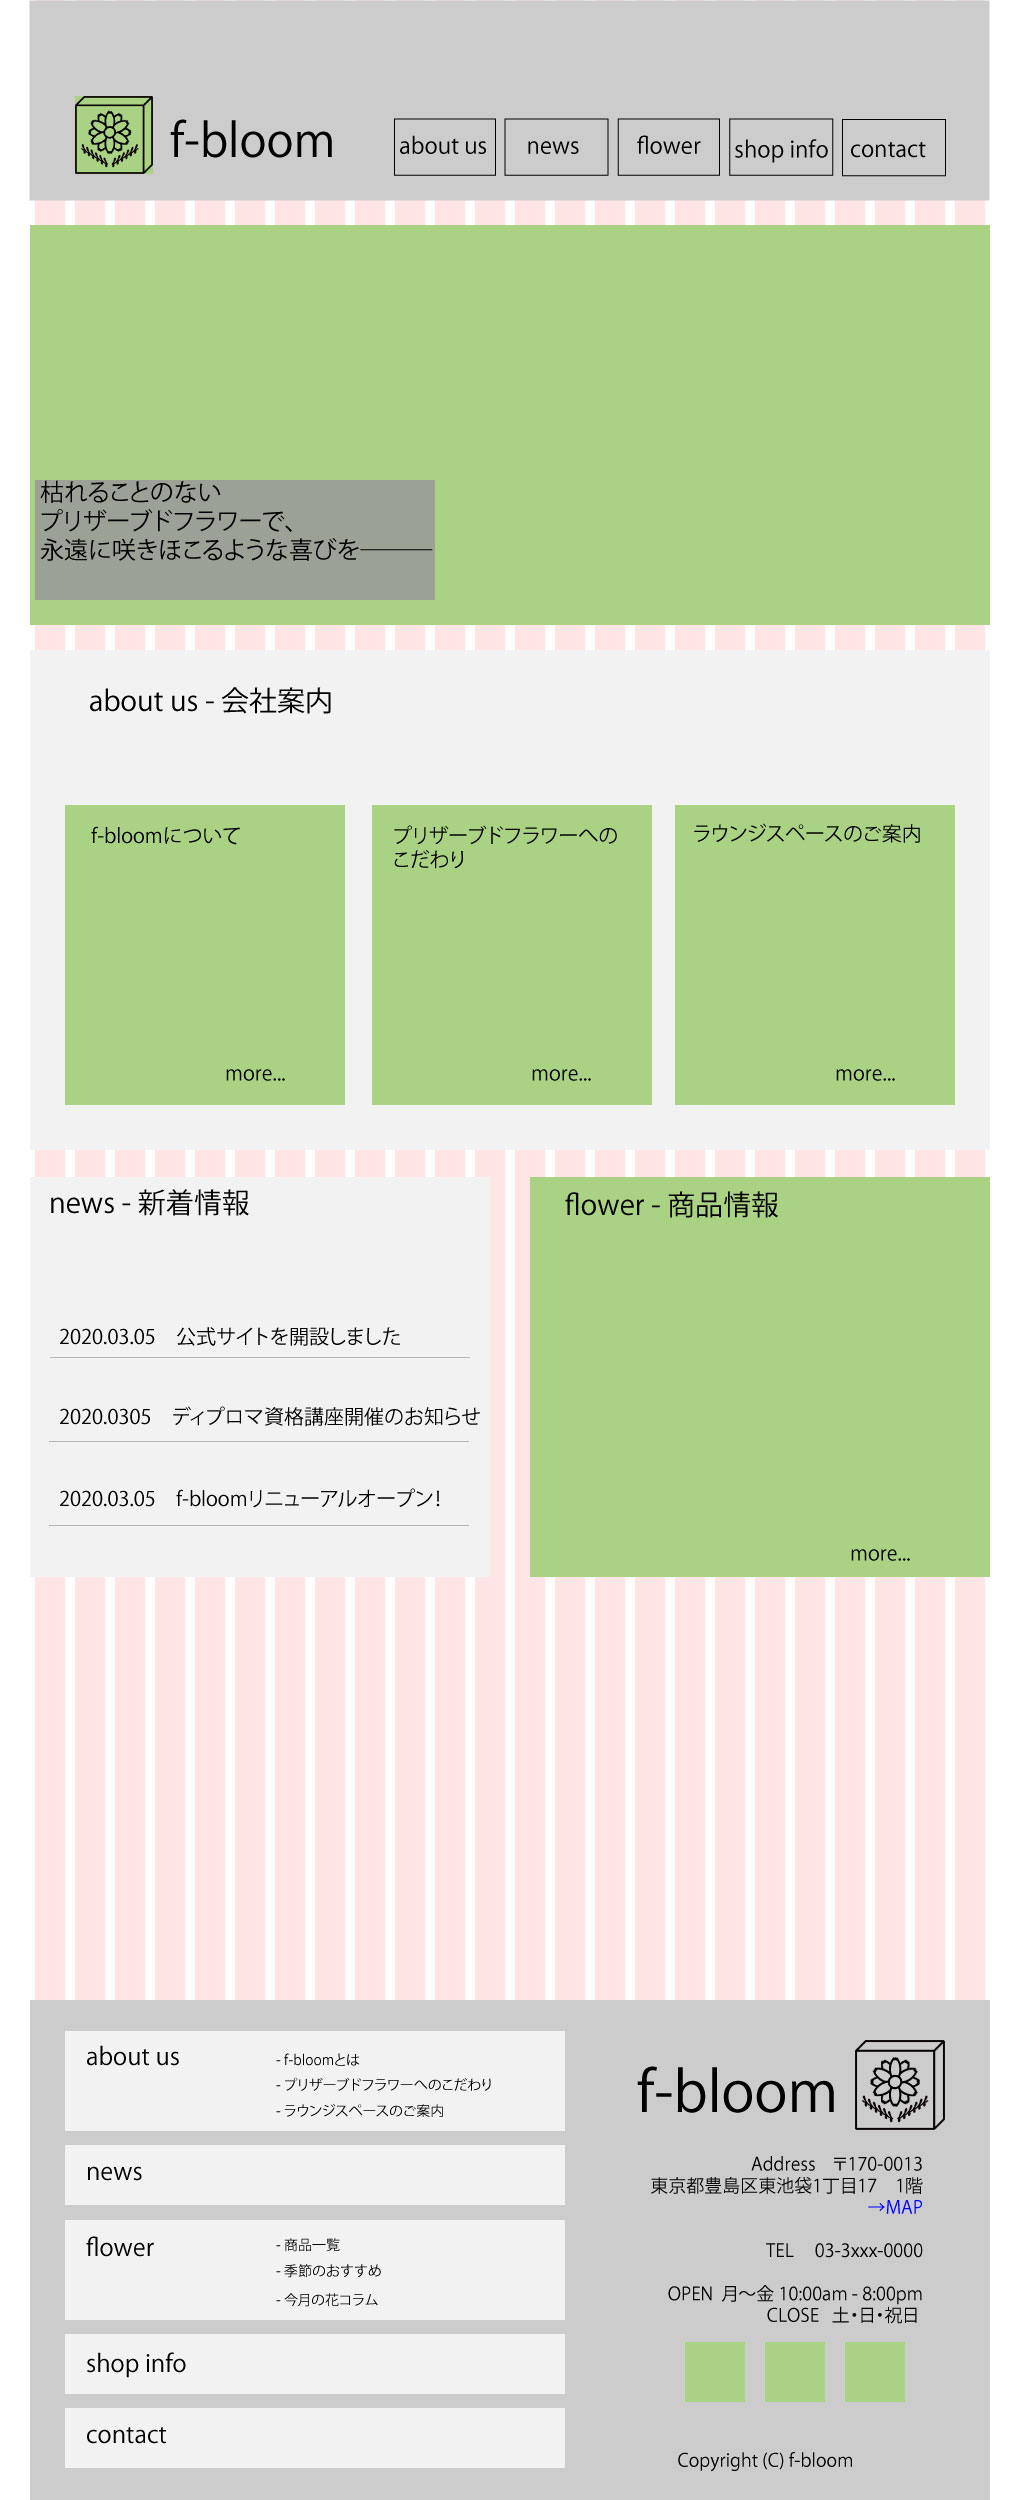 f-bloom
about us
news
flower
shop info
contact
枯れることのない
プリザーブドフラワーで、
永遠に咲きほこるような喜びを―――
about us - 会社案内
f-bloomについて
more...
プリザーブドフラワーへの
こだわり
more...
ラウンジスペースのご案内
more...
news - 新着情報
2020.03.05 公式サイトを開設しました
2020.0305 ディプロマ資格講座開催のお知らせ
2020.03.05 f-bloomリニューアルオープン!
flower - 商品情報
more...
about us
- f-bloomとは
- プリザーブドフラワーへのこだわり
- ラウンジスペースのご案内
news
flower
- 商品一覧
- 季節のおすすめ
- 今月の花コラム
shop info
contact
f-bloom
Address 〒170-0013
東京都豊島区東池袋1丁目17 1階
→MAP
TEL 03-3xxx-0000
OPEN 月～金 10:00am - 8:00pm
CLOSE 土・日・祝日
Copyright (C) f-bloom